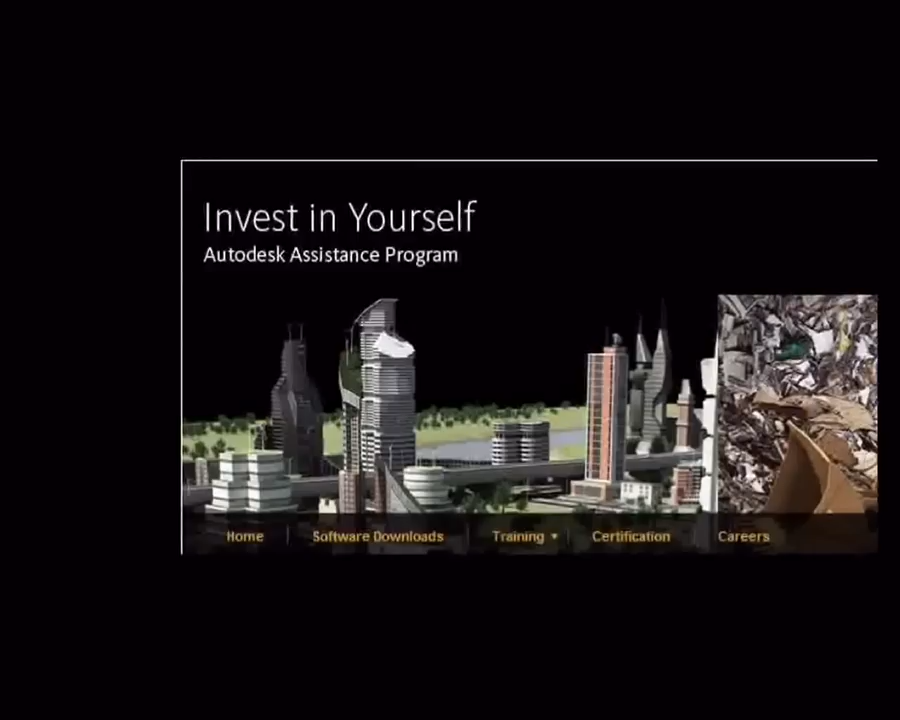 Invest in Yourself
Autodesk Assistance Program
Home
Software Downloads
Training
Certification
Careers